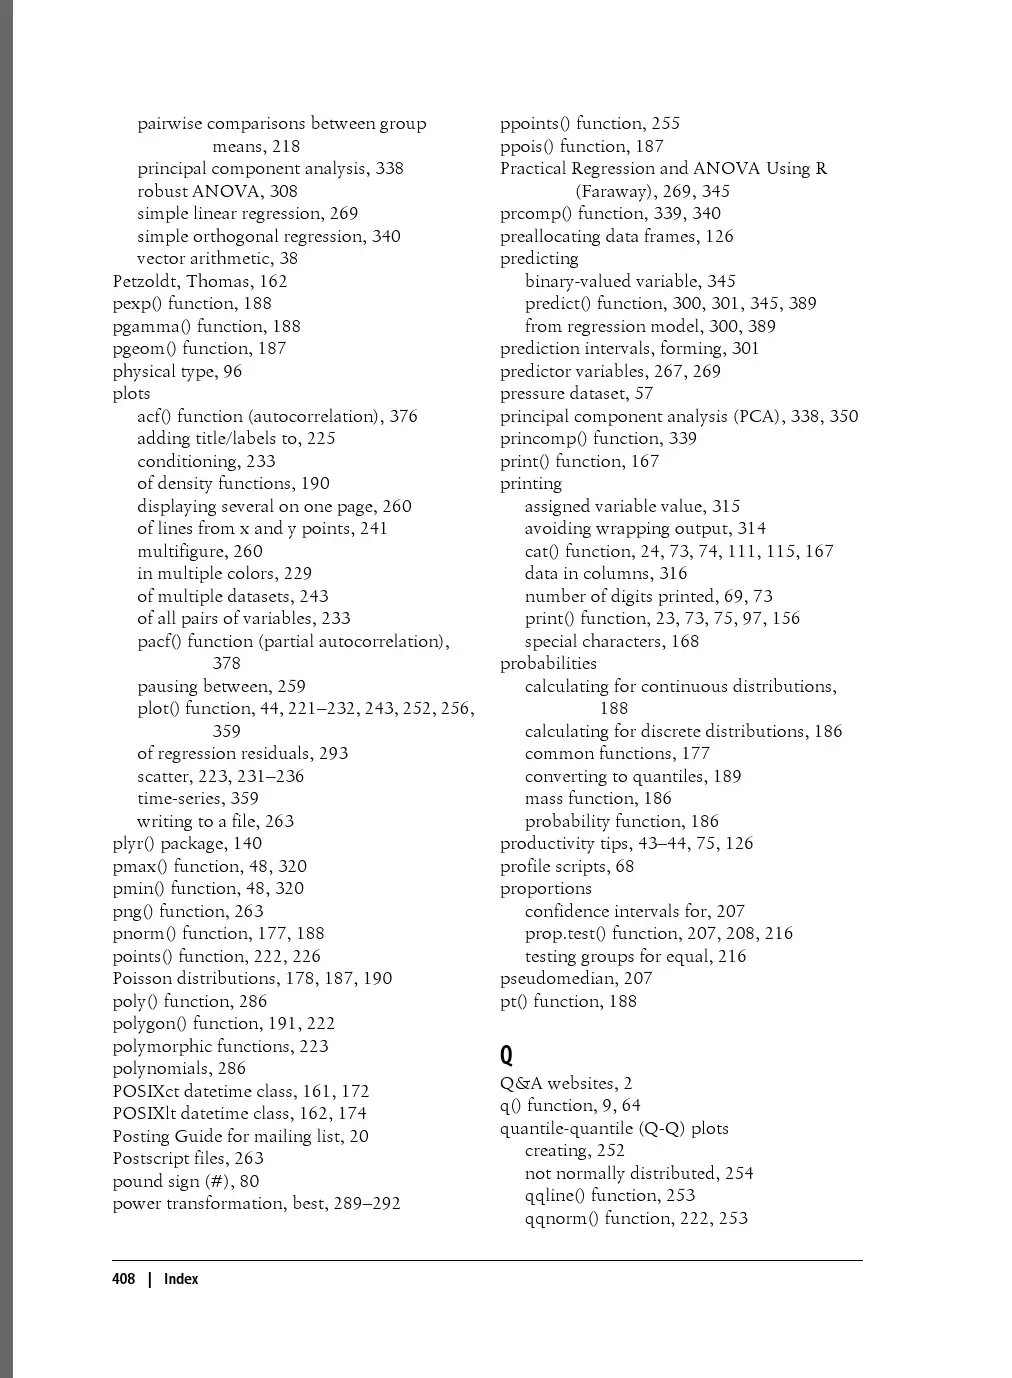 pairwise comparisons between group
means, 218
principal component analysis, 338
robust ANOVA, 308
simple linear regression, 269
simple orthogonal regression, 340
vector arithmetic, 38
Petzoldt, Thomas, 162
pexp() function, 188
pgamma() function, 188
pgeom() function, 187
physical type, 96
plots
acf() function (autocorrelation), 376
adding title/labels to, 225
conditioning, 233
of density functions, 190
displaying several on one page, 260
of lines from x and y points, 241
multifigure, 260
in multiple colors, 229
of multiple datasets, 243
of all pairs of variables, 233
pacf() function (partial autocorrelation),
378
pausing between, 259
plot() function, 44, 221–232, 243, 252, 256,
359
of regression residuals, 293
scatter, 223, 231–236
time-series, 359
writing to a file, 263
plyr() package, 140
pmax() function, 48, 320
pmin() function, 48, 320
png() function, 263
pnorm() function, 177, 188
points() function, 222, 226
Poisson distributions, 178, 187, 190
poly() function, 286
polygon() function, 191, 222
polymorphic functions, 223
polynomials, 286
POSIXct datetime class, 161, 172
POSIXlt datetime class, 162, 174
Posting Guide for mailing list, 20
Postscript files, 263
pound sign (#), 80
power transformation, best, 289–292
ppoints() function, 255
ppois() function, 187
Practical Regression and ANOVA Using R
(Faraway), 269, 345
prcomp() function, 339, 340
preallocating data frames, 126
predicting
binary-valued variable, 345
predict() function, 300, 301, 345, 389
from regression model, 300, 389
prediction intervals, forming, 301
predictor variables, 267, 269
pressure dataset, 57
principal component analysis (PCA), 338, 350
princomp() function, 339
print() function, 167
printing
assigned variable value, 315
avoiding wrapping output, 314
cat() function, 24, 73, 74, 111, 115, 167
data in columns, 316
number of digits printed, 69, 73
print() function, 23, 73, 75, 97, 156
special characters, 168
probabilities
calculating for continuous distributions,
188
calculating for discrete distributions, 186
common functions, 177
converting to quantiles, 189
mass function, 186
probability function, 186
productivity tips, 43–44, 75, 126
profile scripts, 68
proportions
confidence intervals for, 207
prop.test() function, 207, 208, 216
testing groups for equal, 216
pseudomedian, 207
pt() function, 188
Q
Q&A websites, 2
q() function, 9, 64
quantile-quantile (Q-Q) plots
creating, 252
not normally distributed, 254
qqline() function, 253
qqnorm() function, 222, 253
408 | Index